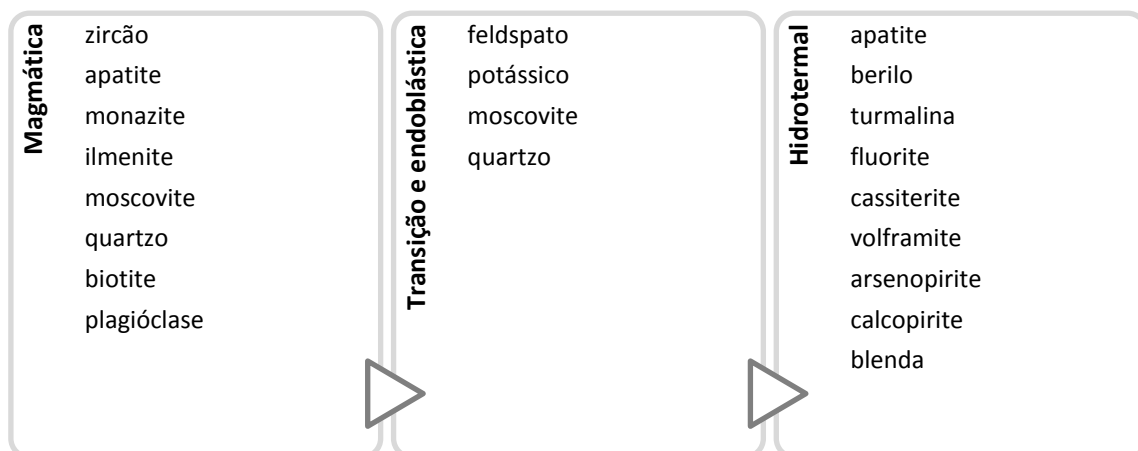 Magmática
zircão
apatite
monazite
ilmenite
moscovite
quartzo
biotite
plagióclase
Transição e endoblástica
feldspato
potássico
moscovite
quartzo
Hidrotermal
apatite
berilo
turmalina
fluorite
cassiterite
volframite
arsenopirite
calcopirite
blenda